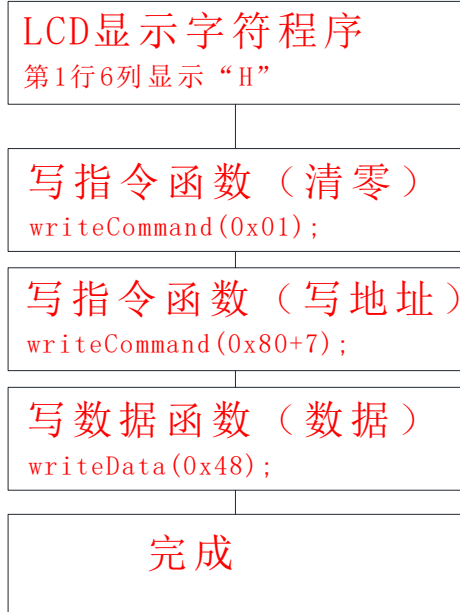 LCD显示字符程序
第1行6列显示“H”
写指令函数（清零）
writeCommand(0x01);
写指令函数（写地址）
writeCommand(0x80+7);
写数据函数（数据）
writeData(0x48);
完成